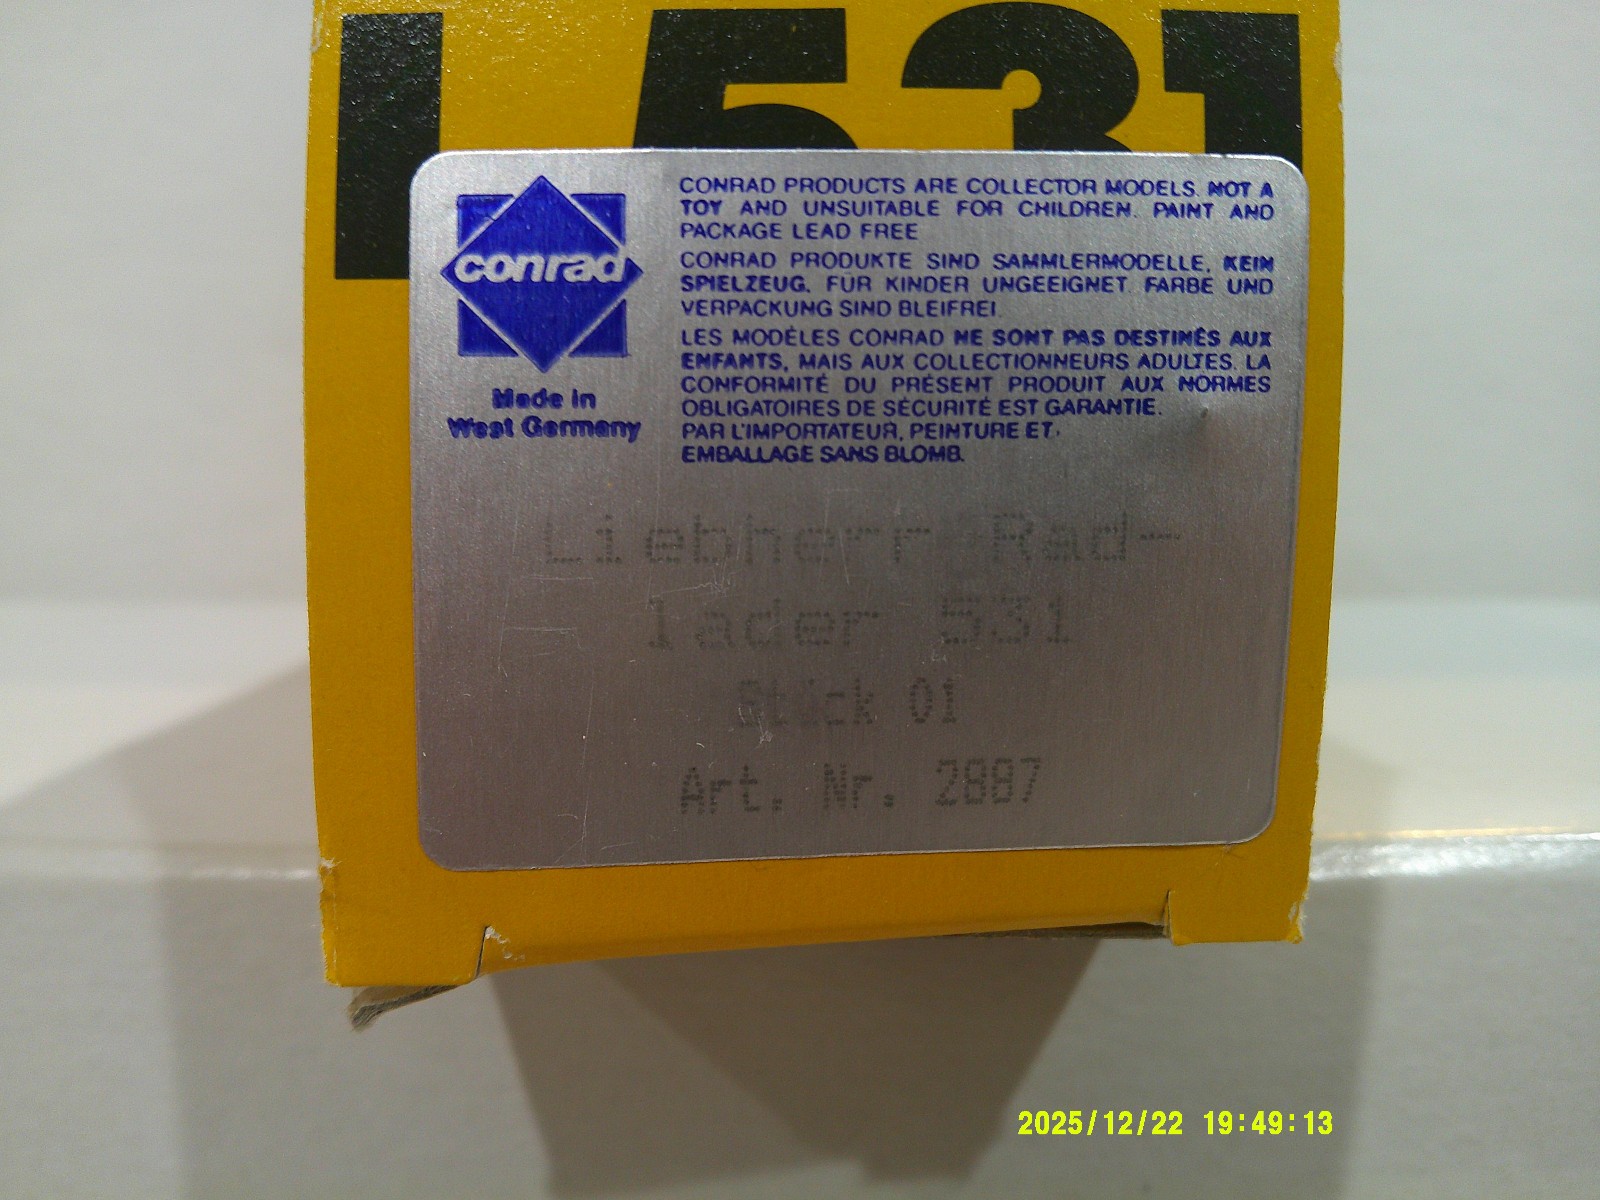 L 531
conrad
Made in
West Germany
CONRAD PRODUCTS ARE COLLECTOR MODELS. NOT A
TOY AND UNSUITABLE FOR CHILDREN. PAINT AND
PACKAGE LEAD FREE
CONRAD PRODUKTE SIND SAMMLERMODELLE, KEIN
SPIELZEUG. FÜR KINDER UNGEEIGNET. FARBE UND
VERPACKUNG SIND BLEIFREI.
LES MODÈLES CONRAD NE SONT PAS DESTINÉS AUX
ENFANTS, MAIS AUX COLLECTIONNEURS ADULTES. LA
CONFORMITÉ DU PRÉSENT PRODUIT AUX NORMES
OBLIGATOIRES DE SÉCURITÉ EST GARANTIE.
PAR L'IMPORTATEUR, PEINTURE ET
EMBALLAGE SANS BLOMB.
Liebherr Rad-
lader 531
Stück 01
Art. Nr. 2887
2025/12/22 19:49:13